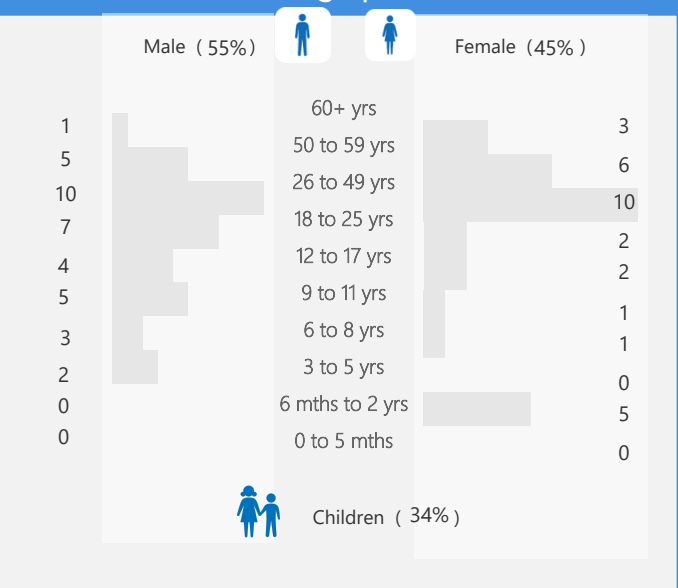 Male ( 55%)
Female (45% )
60+ yrs
1
3
50 to 59 yrs
5
6
26 to 49 yrs
10
10
18 to 25 yrs
7
2
12 to 17 yrs
4
2
9 to 11 yrs
5
1
6 to 8 yrs
3
1
3 to 5 yrs
2
0
6 mths to 2 yrs
0
5
0 to 5 mths
0
0
Children ( 34% )